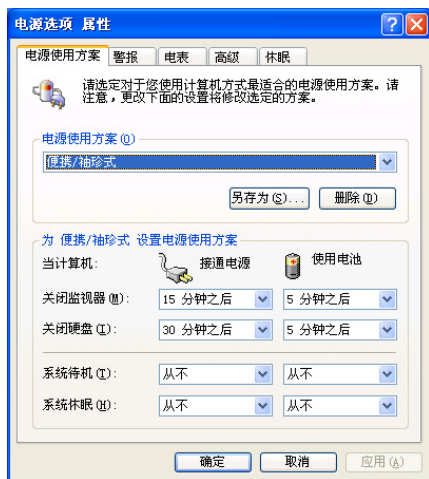 电源选项 属性
电源使用方案 警报 电表 高级 休眠
请选定对于您使用计算机方式最适合的电源使用方案。请
注意，更改下面的设置将修改选定的方案。
电源使用方案(O)
便携/袖珍式
另存为(S)... 删除(D)
为 便携/袖珍式 设置电源使用方案
当计算机: 接通电源 使用电池
关闭监视器(M): 15 分钟之后 5 分钟之后
关闭硬盘(I): 30 分钟之后 5 分钟之后
系统待机(T): 从不 从不
系统休眠(H): 从不 从不
确定 取消 应用(A)